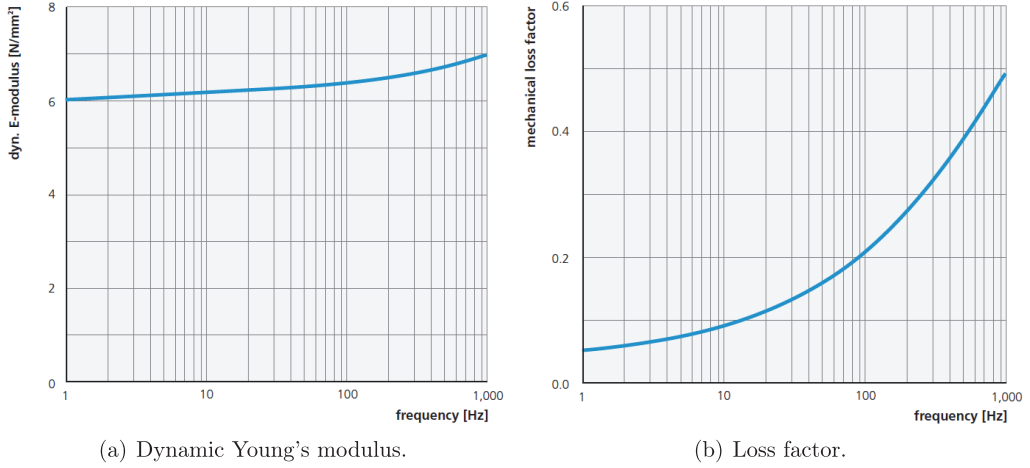 dyn. E-modulus [N/mm²]
8
6
4
2
0
1
10
100
1,000
frequency [Hz]
(a) Dynamic Young's modulus.
mechanical loss factor
0.6
0.4
0.2
0.0
1
10
100
1,000
frequency [Hz]
(b) Loss factor.